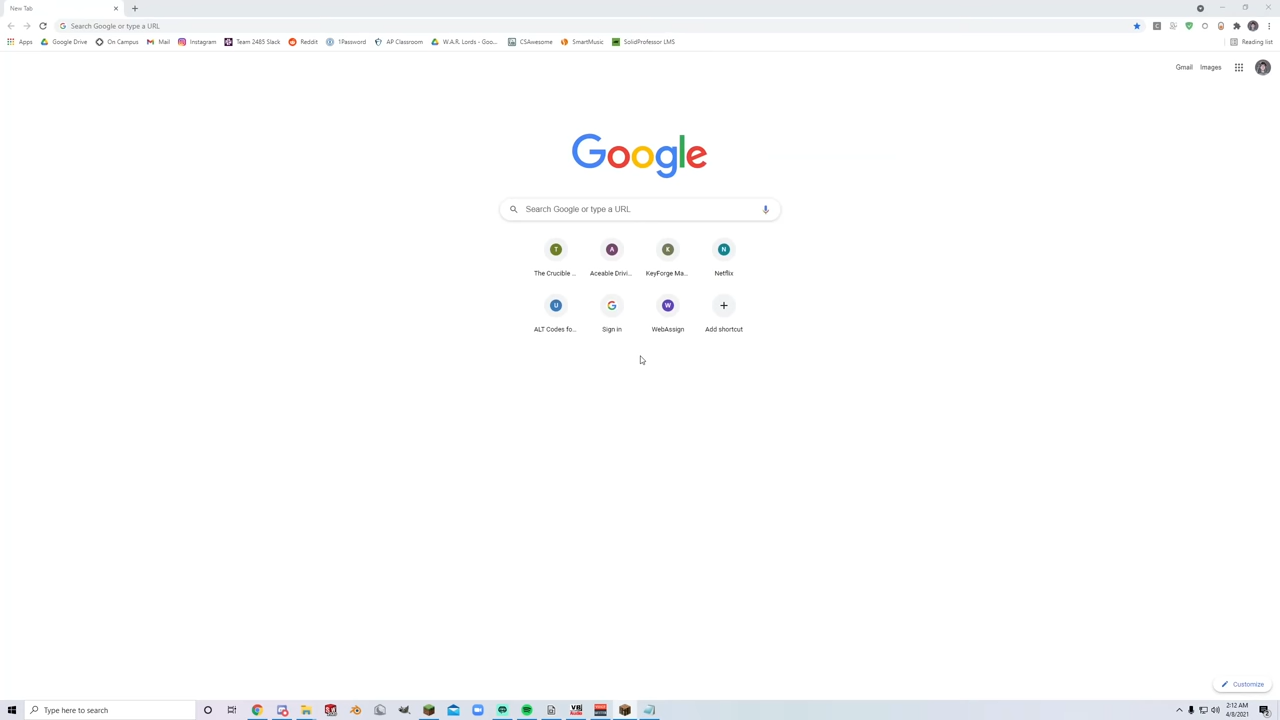 New Tab
Search Google or type a URL
Apps Google Drive On Campus Mail Instagram Team 2485 Slack Reddit 1Password AP Classroom W.A.R. Lords - Goo... CSAwesome SmartMusic SolidProfessor LMS Reading list
Gmail Images
Google
Search Google or type a URL
T A K N
The Crucible ... Aceable Drivi... KeyForge Ma... Netflix
U G W
ALT Codes fo... Sign in WebAssign Add shortcut
Customize
Type here to search
2:12 AM
4/8/2021